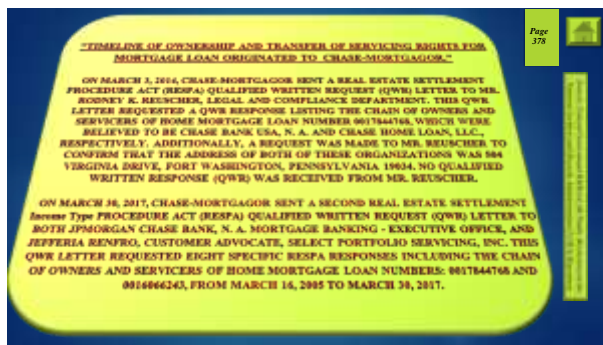 "TIMELINE OF OWNERSHIP AND TRANSFER OF SERVICING RIGHTS FOR
MORTGAGE LOAN ORIGINATED TO CHASE-MORTGAGOR."
ON MARCH 3, 2016, CHASE-MORTGAGOR SENT A REAL ESTATE SETTLEMENT
PROCEDURE ACT (RESPA) QUALIFIED WRITTEN REQUEST (QWR) LETTER TO MR.
RODNEY K. REUSCHER, LEGAL AND COMPLIANCE DEPARTMENT. THIS QWR
LETTER REQUESTED A QWR RESPONSE LISTING THE CHAIN OF OWNERS AND
SERVICERS OF HOME MORTGAGE LOAN NUMBER 0017844768, WHICH WERE
BELIEVED TO BE CHASE BANK USA, N. A. AND CHASE HOME LOAN, LLC.,
RESPECTIVELY. ADDITIONALLY, A REQUEST WAS MADE TO MR. REUSCHER TO
CONFIRM THAT THE ADDRESS OF BOTH OF THESE ORGANIZATIONS WAS 504
VIRGINIA DRIVE, FORT WASHINGTON, PENNSYLVANIA 19034. NO QUALIFIED
WRITTEN RESPONSE (QWR) WAS RECEIVED FROM MR. REUSCHER.
ON MARCH 30, 2017, CHASE-MORTGAGOR SENT A SECOND REAL ESTATE SETTLEMENT
Income Type PROCEDURE ACT (RESPA) QUALIFIED WRITTEN REQUEST (QWR) LETTER TO
BOTH JPMORGAN CHASE BANK, N. A. MORTGAGE BANKING - EXECUTIVE OFFICE, AND
JEFFERIA RENFRO, CUSTOMER ADVOCATE, SELECT PORTFOLIO SERVICING, INC. THIS
QWR LETTER REQUESTED EIGHT SPECIFIC RESPA RESPONSES INCLUDING THE CHAIN
OF OWNERS AND SERVICERS OF HOME MORTGAGE LOAN NUMBERS: 0017844768 AND
0016066243, FROM MARCH 16, 2005 TO MARCH 30, 2017.
Page
378